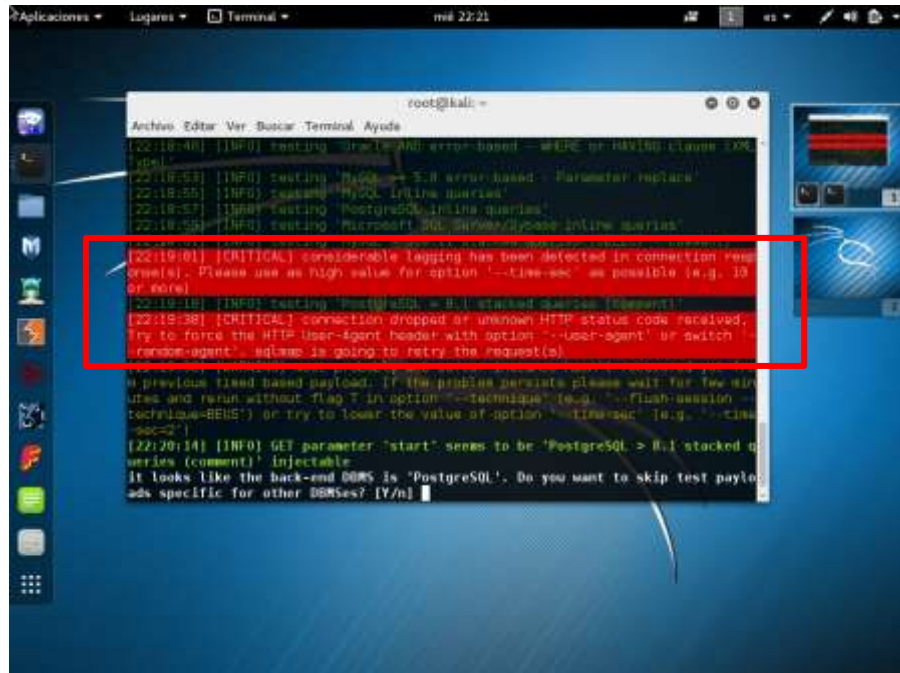 Aplicaciones Lugares Terminal mié 22:21 1 es
root@kali: ~
Archivo Editar Ver Buscar Terminal Ayuda
[INFO] testing error-based - WHERE or HAVING clause
[22:18:53] [INFO] testing 'MySQL 5.0 error-based - Parameter replace'
[22:18:55] [INFO] testing 'MySQL inline queries'
[22:18:57] [INFO] testing 'PostgreSQL inline queries'
[INFO] testing 'Microsoft SQL Server/Sybase inline queries'
[22:19:01] [CRITICAL] considerable lagging has been detected in connection resp
onse(s). Please use as high value for option '--time-sec' as possible (e.g. 10
or more)
[INFO] testing 'PostgreSQL > 8.1 stacked queries (comment)'
[22:19:38] [CRITICAL] connection dropped or unknown HTTP status code received.
Try to force the HTTP User-Agent header with option '--user-agent' or switch '-
-random-agent'. sqlmap is going to retry the request(s)
a previous timed based payload. If the problem persists please wait for few min
utes and rerun without flag T in option '--technique' (e.g. '--flush-session --
technique=BEUS') or try to lower the value of option '--time-sec' (e.g. '--time
-sec=2')
[22:20:14] [INFO] GET parameter 'start' seems to be 'PostgreSQL > 8.1 stacked q
ueries (comment)' injectable
it looks like the back-end DBMS is 'PostgreSQL'. Do you want to skip test paylo
ads specific for other DBMSes? [Y/n]
1